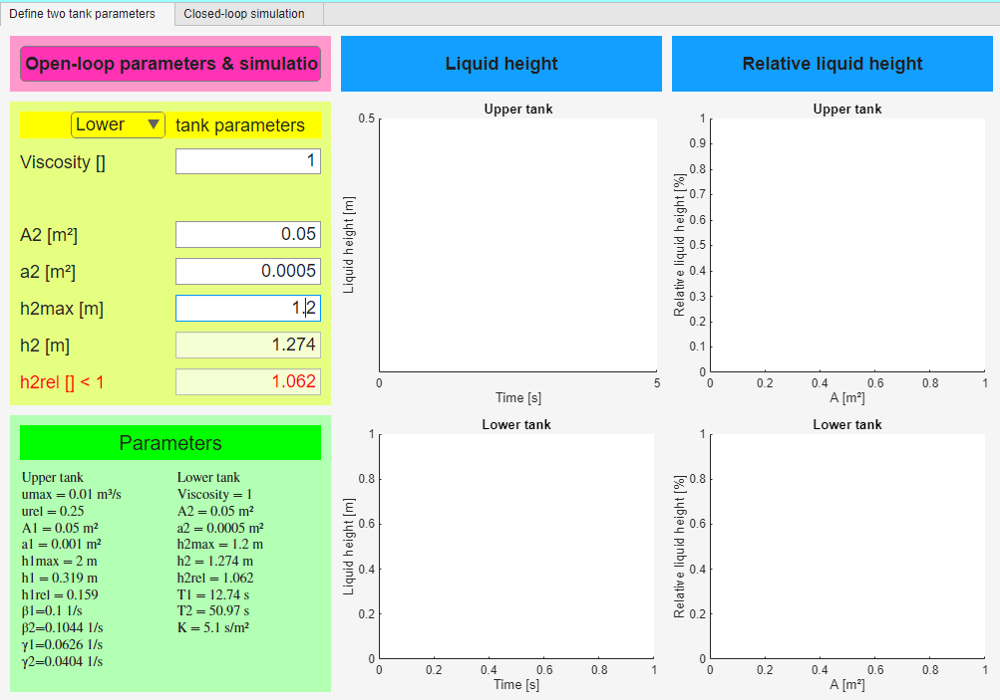 Define two tank parameters
Closed-loop simulation
Open-loop parameters & simulatio
Lower
tank parameters
Viscosity []
1
A2 [m²]
0.05
a2 [m²]
0.0005
h2max [m]
1.2
h2 [m]
1.274
h2rel [] < 1
1.062
Parameters
Upper tank
umax = 0.01 m³/s
urel = 0.25
A1 = 0.05 m²
a1 = 0.001 m²
h1max = 2 m
h1 = 0.319 m
h1rel = 0.159
β1=0.1 1/s
β2=0.1044 1/s
γ1=0.0626 1/s
γ2=0.0404 1/s
Lower tank
Viscosity = 1
A2 = 0.05 m²
a2 = 0.0005 m²
h2max = 1.2 m
h2 = 1.274 m
h2rel = 1.062
T1 = 12.74 s
T2 = 50.97 s
K = 5.1 s/m²
Liquid height
Upper tank
Liquid height [m]
0.5
0
5
Time [s]
Lower tank
Liquid height [m]
1
0.8
0.6
0.4
0.2
0
0 0.2 0.4 0.6 0.8 1
Time [s]
Relative liquid height
Upper tank
Relative liquid height [%]
1
0.9
0.8
0.7
0.6
0.5
0.4
0.3
0.2
0.1
0
0 0.2 0.4 0.6 0.8 1
A [m²]
Lower tank
Relative liquid height [%]
1
0.8
0.6
0.4
0.2
0
0 0.2 0.4 0.6 0.8 1
A [m²]